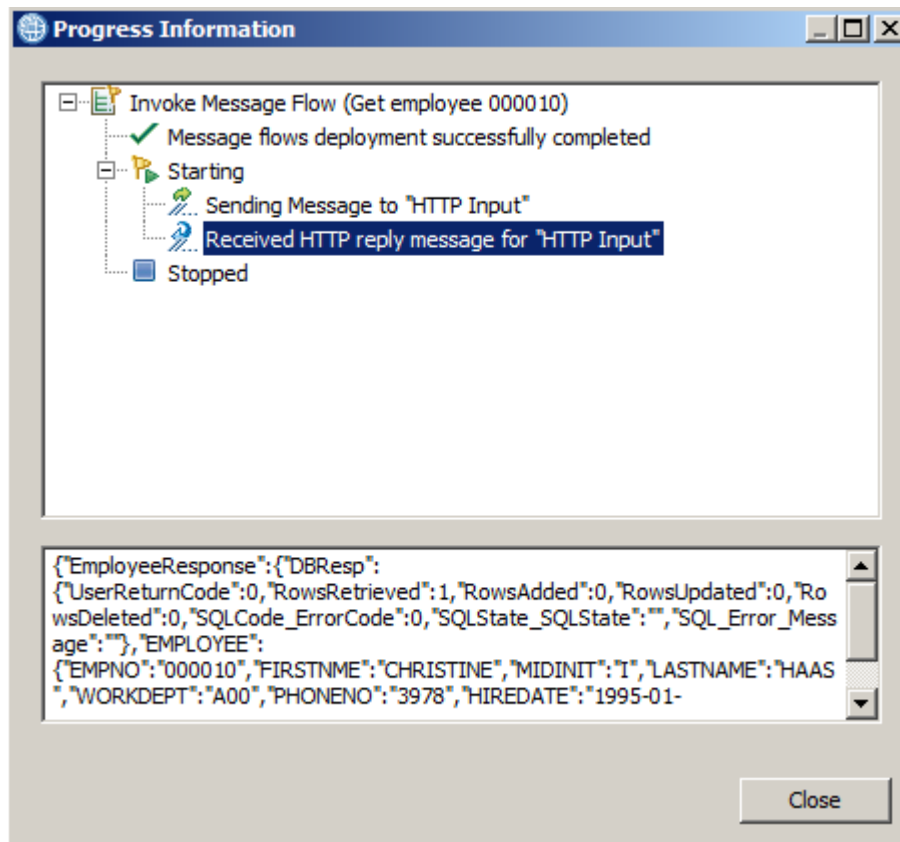 Progress Information
Invoke Message Flow (Get employee 000010)
Message flows deployment successfully completed
Starting
Sending Message to "HTTP Input"
Received HTTP reply message for "HTTP Input"
Stopped
{"EmployeeResponse":{"DBResp":
{"UserReturnCode":0,"RowsRetrieved":1,"RowsAdded":0,"RowsUpdated":0,"Ro
wsDeleted":0,"SQLCode_ErrorCode":0,"SQLState_SQLState":"","SQL_Error_Mess
age":""},"EMPLOYEE":
{"EMPNO":"000010","FIRSTNME":"CHRISTINE","MIDINIT":"I","LASTNAME":"HAAS
","WORKDEPT":"A00","PHONENO":"3978","HIREDATE":"1995-01-
Close